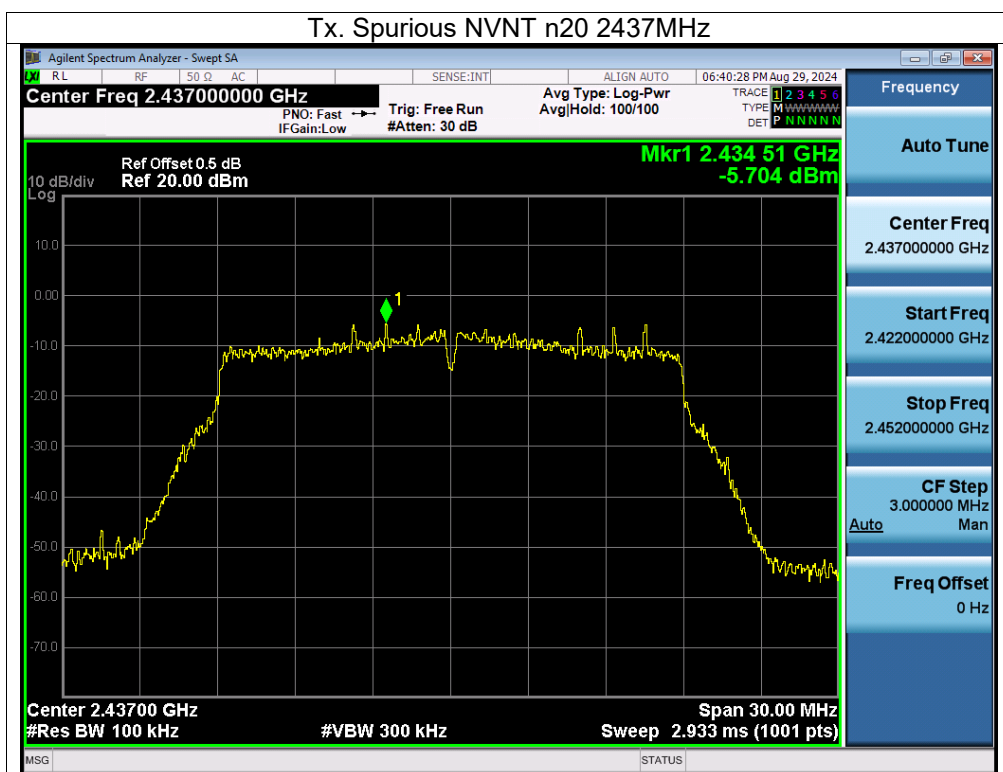 Tx. Spurious NVNT n20 2437MHz
Agilent Spectrum Analyzer - Swept SA
LXI RL RF 50 Ω AC SENSE:INT ALIGN AUTO 06:40:28 PM Aug 29, 2024
Center Freq 2.437000000 GHz
PNO: Fast
IFGain:Low
Trig: Free Run
#Atten: 30 dB
Avg Type: Log-Pwr
Avg|Hold: 100/100
TRACE 1 2 3 4 5 6
TYPE M WWWWW
DET P N N N N N
Mkr1 2.434 51 GHz
-5.704 dBm
Ref Offset 0.5 dB
10 dB/div Ref 20.00 dBm
Log
10.0
0.00
1
-10.0
-20.0
-30.0
-40.0
-50.0
-60.0
-70.0
Center 2.43700 GHz Span 30.00 MHz
#Res BW 100 kHz #VBW 300 kHz Sweep 2.933 ms (1001 pts)
MSG STATUS
Frequency
Auto Tune
Center Freq
2.437000000 GHz
Start Freq
2.422000000 GHz
Stop Freq
2.452000000 GHz
CF Step
3.000000 MHz
Auto Man
Freq Offset
0 Hz